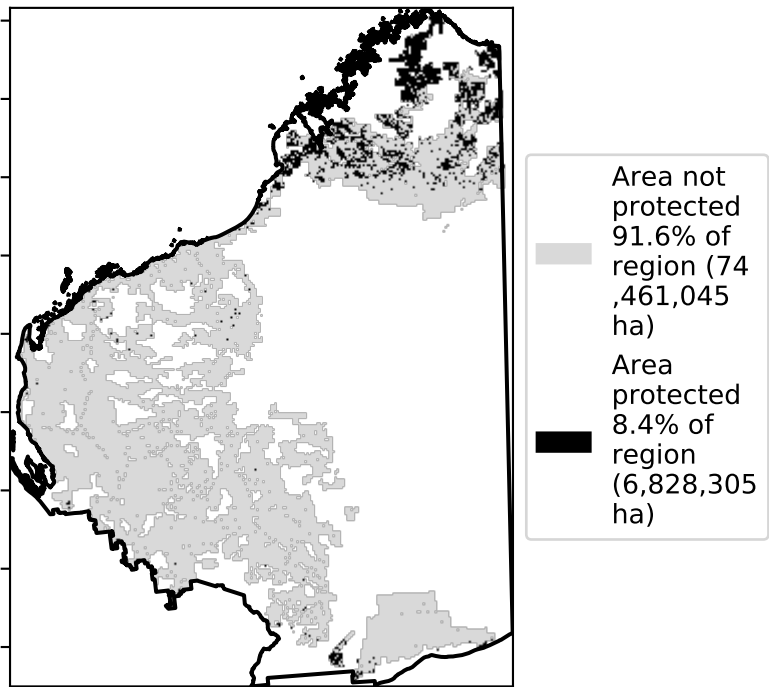 Area not
protected
91.6% of
region (74
,461,045
ha)
Area
protected
8.4% of
region
(6,828,305
ha)